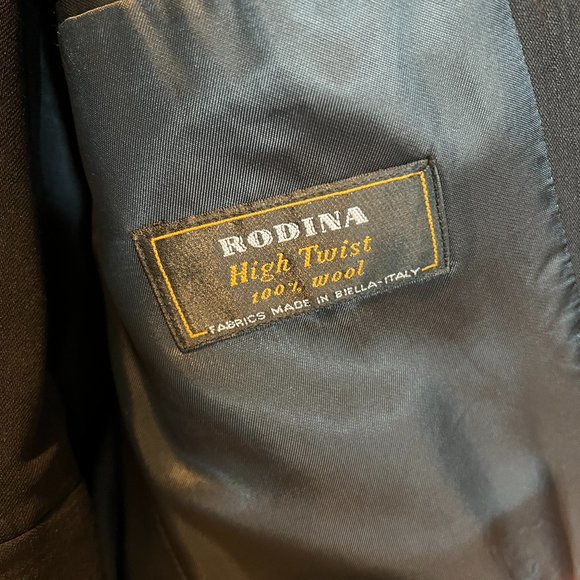 RODINA
High Twist
100% wool
FABRICS MADE IN BIELLA-ITALY